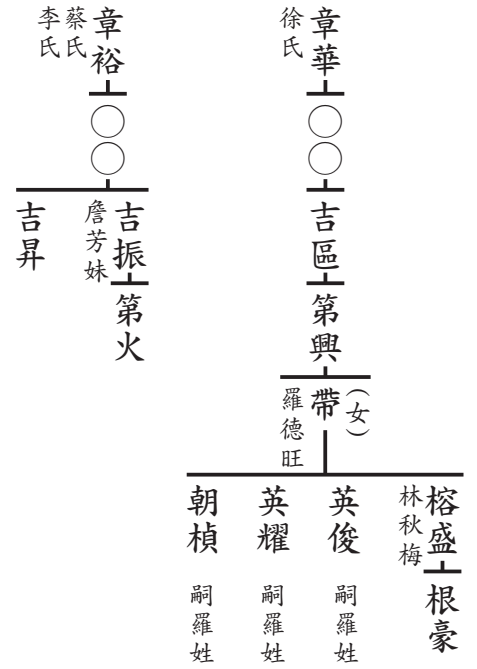 章華
徐氏
◯◯
吉區
第興
帶
(女)
羅德旺
榕盛
林秋梅
根豪
英俊
嗣羅姓
英耀
嗣羅姓
朝楨
嗣羅姓
章裕
蔡氏
李氏
◯◯
吉振
詹芳妹
第火
吉昇